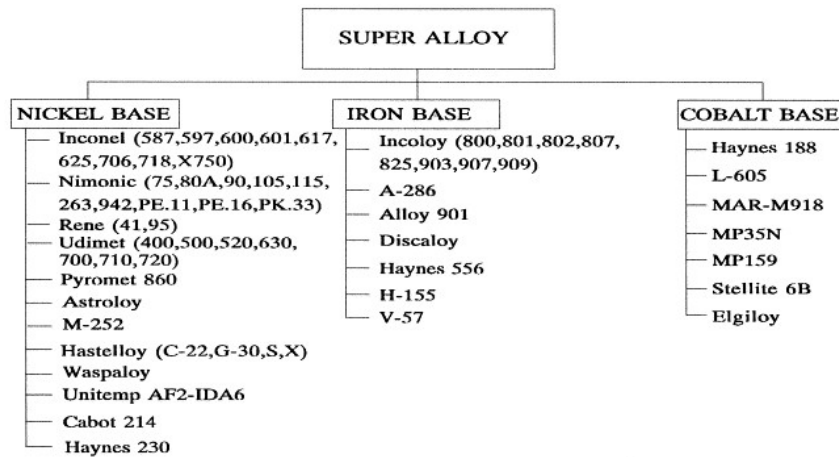 SUPER ALLOY
NICKEL BASE
Inconel (587,597,600,601,617,
625,706,718,X750)
Nimonic (75,80A,90,105,115,
263,942,PE.11,PE.16,PK.33)
Rene (41,95)
Udimet (400,500,520,630,
700,710,720)
Pyromet 860
Astroloy
M-252
Hastelloy (C-22,G-30,S,X)
Waspaloy
Unitemp AF2-IDA6
Cabot 214
Haynes 230
IRON BASE
Incoloy (800,801,802,807,
825,903,907,909)
A-286
Alloy 901
Discaloy
Haynes 556
H-155
V-57
COBALT BASE
Haynes 188
L-605
MAR-M918
MP35N
MP159
Stellite 6B
Elgiloy